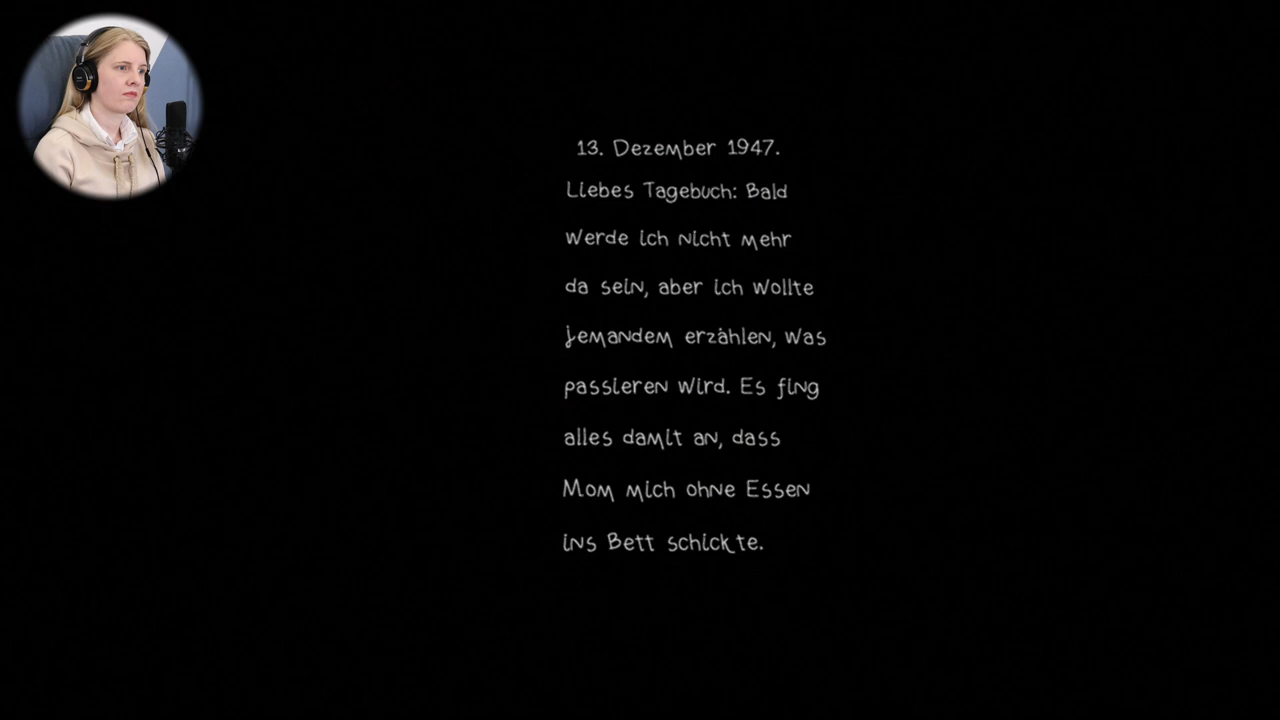 13. Dezember 1947.
Liebes Tagebuch: Bald
werde ich nicht mehr
da sein, aber ich wollte
jemandem erzählen, was
passieren wird. Es fing
alles damit an, dass
Mom mich ohne Essen
ins Bett schickte.